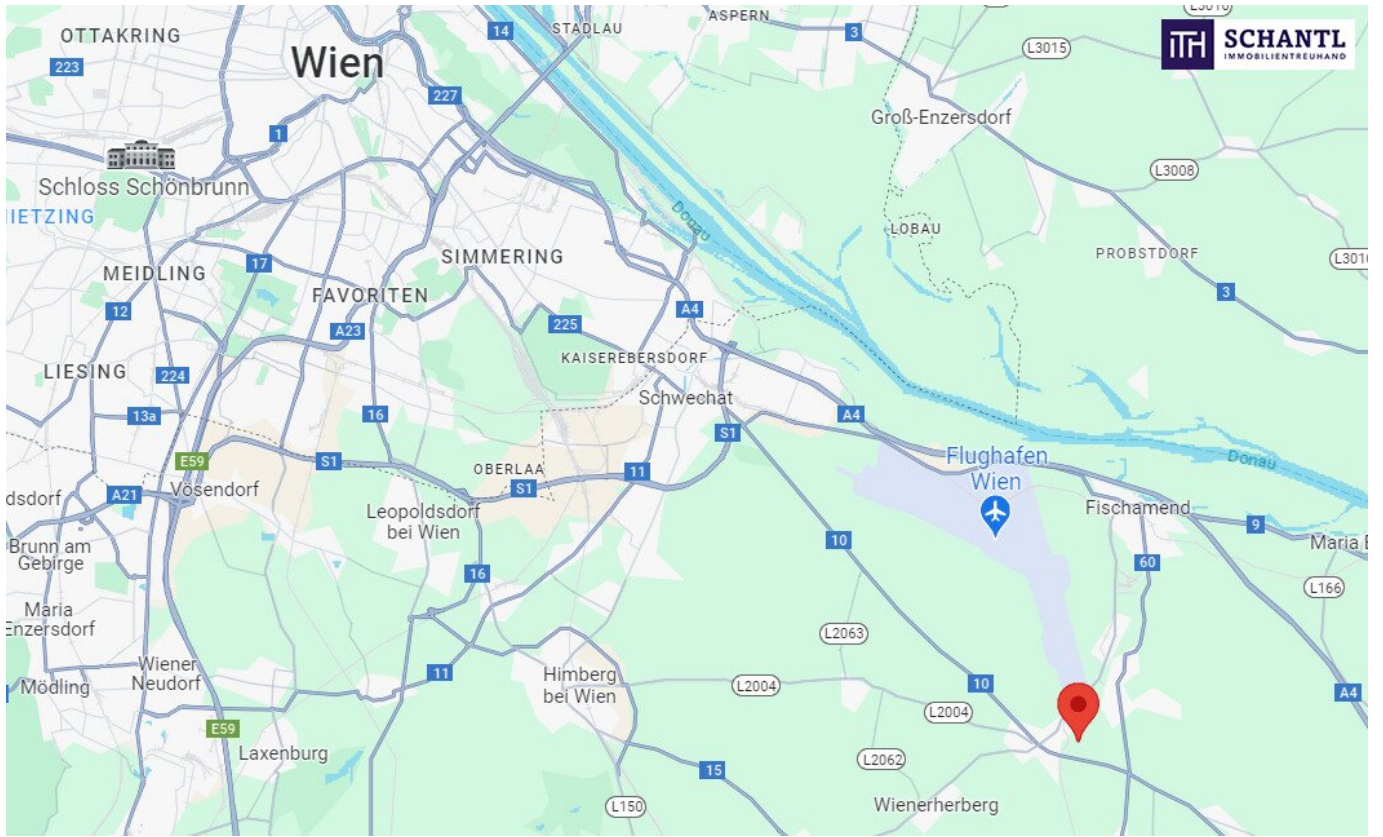 OTTAKRING
223
Wien
14
STADLAU
ASPERN
3
L3015
ITH SCHANTL
IMMOBILIENTREUHAND
227
1
Groß-Enzersdorf
L3008
Schloss Schönbrunn
IETZING
Donau
LOBAU
MEIDLING
17
SIMMERING
PROBSTDORF
L3010
12
FAVORITEN
A23
225
A4
3
LIESING
224
KAISEREBERSDORF
Schwechat
13a
16
A4
S1
E59
S1
OBERLAA
11
Flughafen
Wien
Donau
dsdorf
A21
Vösendorf
S1
Leopoldsdorf
bei Wien
Fischamend
9
Brunn am
Gebirge
10
Maria E
16
60
L166
Maria
Enzersdorf
L2063
Wiener
Neudorf
Mödling
11
Himberg
bei Wien
L2004
10
A4
L2004
E59
Laxenburg
15
L2062
L150
Wienerherberg